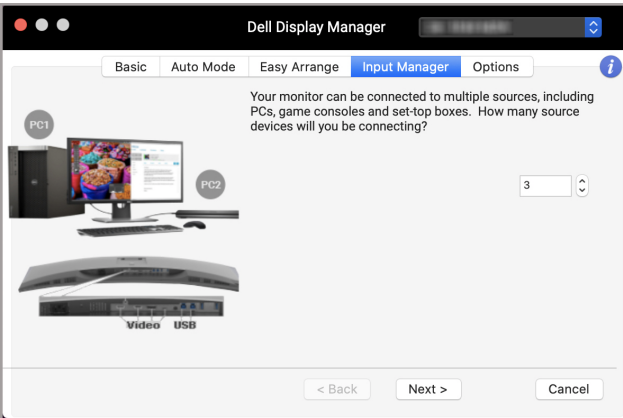 Dell Display Manager
Basic Auto Mode Easy Arrange Input Manager Options
Your monitor can be connected to multiple sources, including
PCs, game consoles and set-top boxes.  How many source
devices will you be connecting?
PC1
PC2
3
Video USB
< Back Next > Cancel